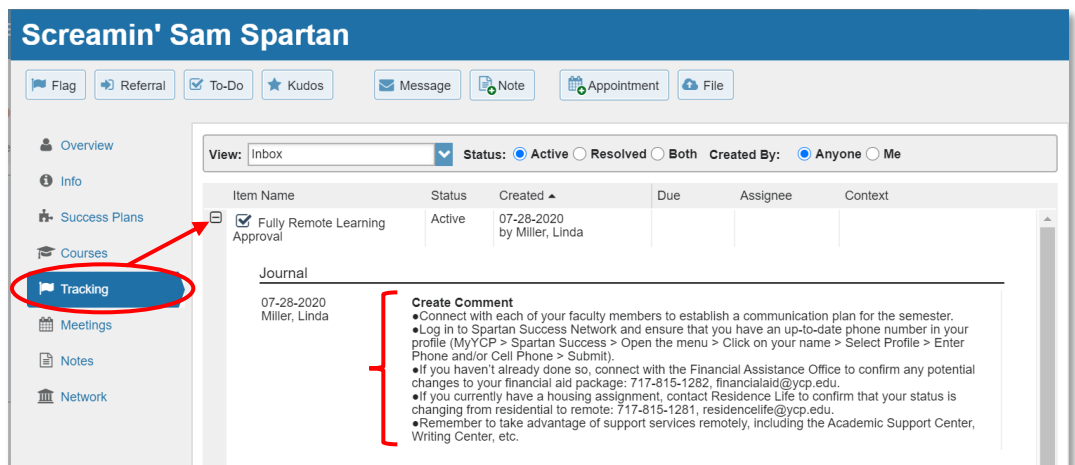 Screamin' Sam Spartan
Flag Referral To-Do Kudos Message Note Appointment File
Overview
Info
Success Plans
Courses
Tracking
Meetings
Notes
Network
View: Inbox Status: Active Resolved Both Created By: Anyone Me
Item Name Status Created Due Assignee Context
Fully Remote Learning Active 07-28-2020
Approval by Miller, Linda
Journal
07-28-2020
Miller, Linda
Create Comment
●Connect with each of your faculty members to establish a communication plan for the semester.
●Log in to Spartan Success Network and ensure that you have an up-to-date phone number in your
profile (MyYCP > Spartan Success > Open the menu > Click on your name > Select Profile > Enter
Phone and/or Cell Phone > Submit).
●If you haven't already done so, connect with the Financial Assistance Office to confirm any potential
changes to your financial aid package: 717-815-1282, financialaid@ycp.edu.
●If you currently have a housing assignment, contact Residence Life to confirm that your status is
changing from residential to remote: 717-815-1281, residencelife@ycp.edu.
●Remember to take advantage of support services remotely, including the Academic Support Center,
Writing Center, etc.